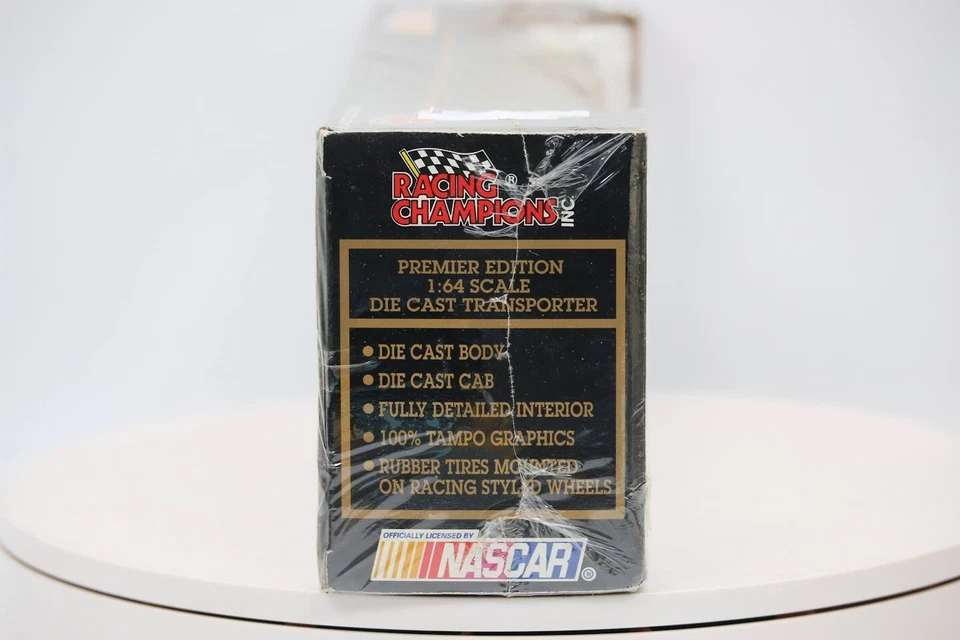 RACING ®
CHAMPIONS INC.
PREMIER EDITION
1:64 SCALE
DIE CAST TRANSPORTER
● DIE CAST BODY
● DIE CAST CAB
● FULLY DETAILED INTERIOR
● 100% TAMPO GRAPHICS
● RUBBER TIRES MOUNTED
ON RACING STYLED WHEELS
OFFICIALLY LICENSED BY
NASCAR ®